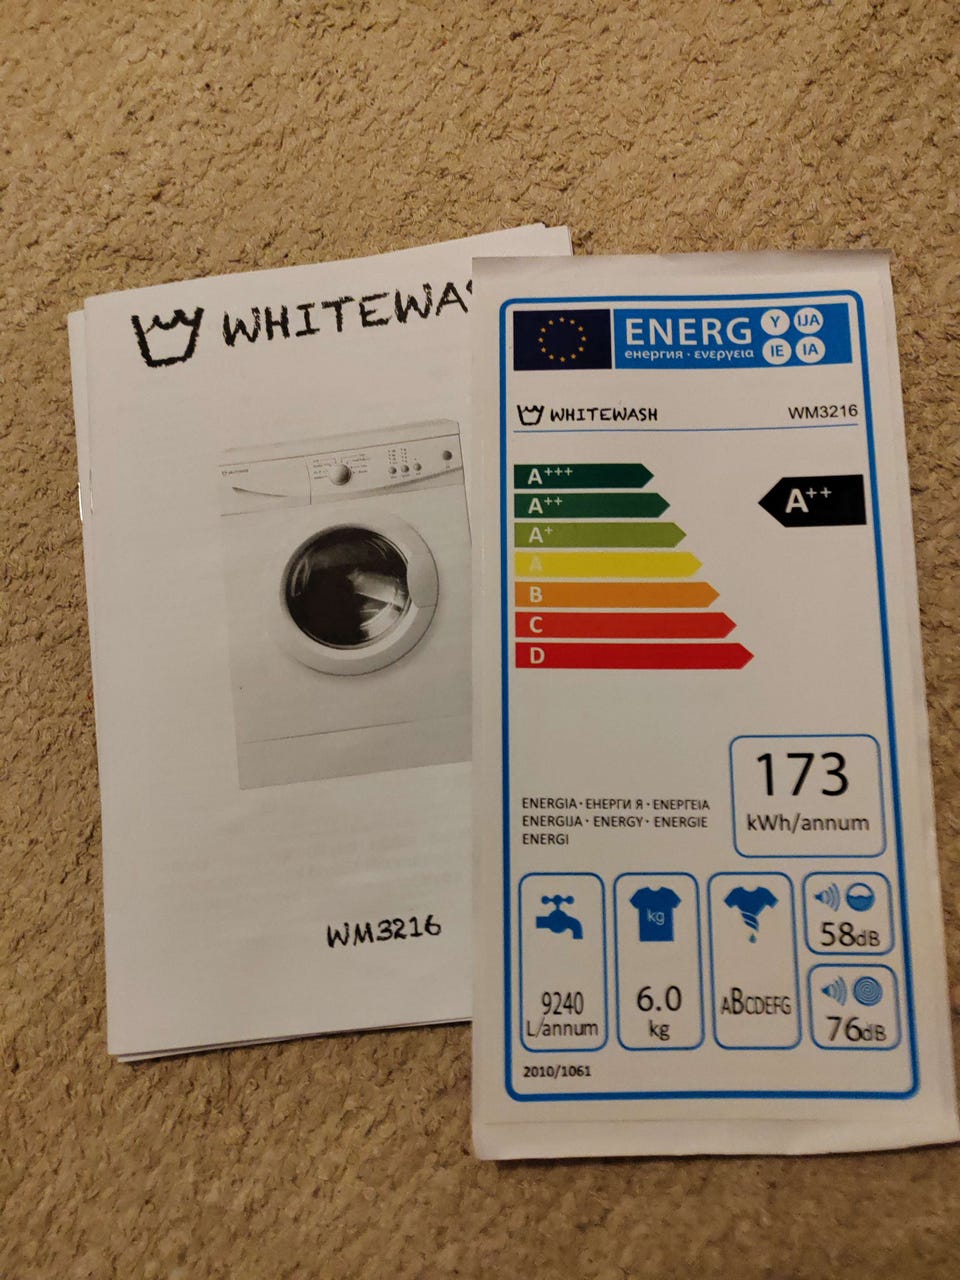 WHITEWA
WM3216
ENERG
енергия · ενεργεια
Y IJA
IE IA
WHITEWASH WM3216
A+++
A++
A+
A
B
C
D
A++
173
kWh/annum
ENERGIA · ЕНЕРГИ Я · ΕΝΕΡΓΕΙΑ
ENERGIJA · ENERGY · ENERGIE
ENERGI
9240
L/annum
kg
6.0
kg
ABCDEFG
58dB
76dB
2010/1061